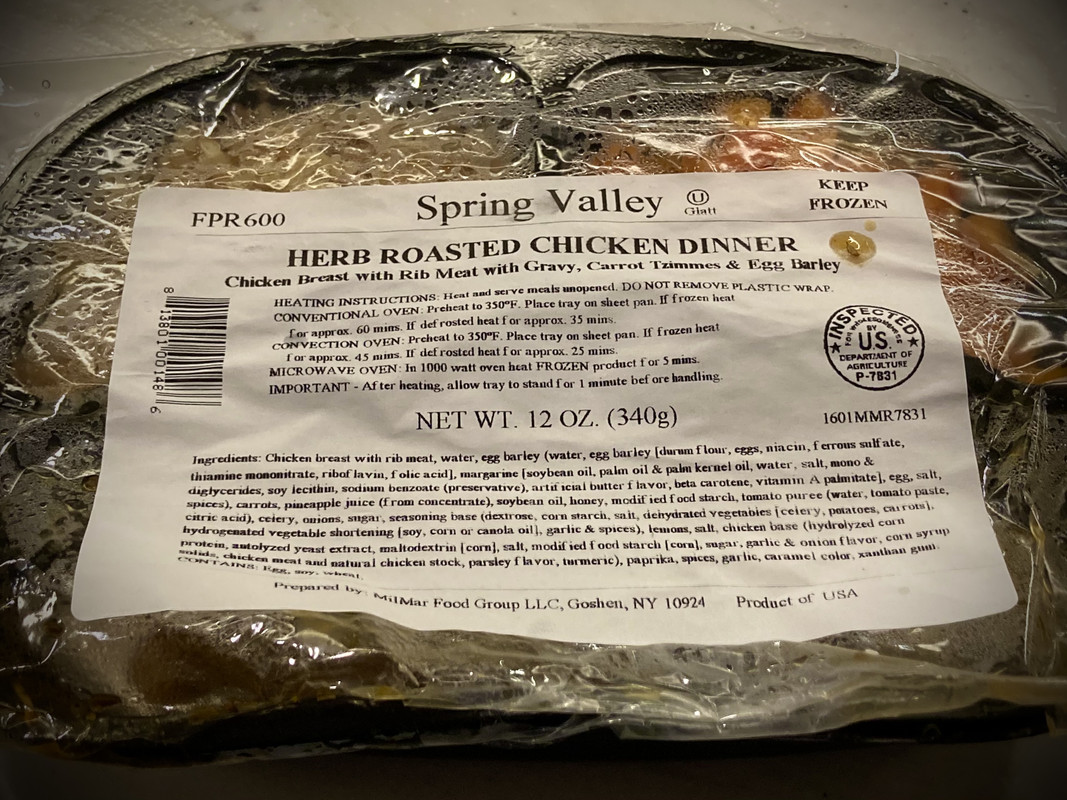 FPR600
Spring Valley
U
Glatt
KEEP
FROZEN
HERB ROASTED CHICKEN DINNER
Chicken Breast with Rib Meat with Gravy, Carrot Tzimmes & Egg Barley
HEATING INSTRUCTIONS: Heat and serve meals unopened. DO NOT REMOVE PLASTIC WRAP.
CONVENTIONAL OVEN: Preheat to 350°F. Place tray on sheet pan. If frozen heat
for approx. 60 mins. If defrosted heat for approx. 35 mins.
CONVECTION OVEN: Preheat to 350°F. Place tray on sheet pan. If frozen heat
for approx. 45 mins. If defrosted heat for approx. 25 mins.
MICROWAVE OVEN: In 1000 watt oven heat FROZEN product for 5 mins.
IMPORTANT - After heating, allow tray to stand for 1 minute before handling.
8 13801 00148 6
INSPECTED
FOR WHOLESOMENESS
BY
U.S.
DEPARTMENT OF
AGRICULTURE
P-7831
NET WT. 12 OZ. (340g)
1601MMR7831
Ingredients: Chicken breast with rib meat, water, egg barley (water, egg barley [durum flour, eggs, niacin, ferrous sulfate,
thiamine mononitrate, riboflavin, folic acid], margarine [soybean oil, palm oil & palm kernel oil, water, salt, mono &
diglycerides, soy lecithin, sodium benzoate (preservative), artificial butter flavor, beta carotene, vitamin A palmitate], egg, salt,
spices), carrots, pineapple juice (from concentrate), soybean oil, honey, modified food starch, tomato puree (water, tomato paste,
citric acid), celery, onions, sugar, seasoning base (dextrose, corn starch, salt, dehydrated vegetables [celery, potatoes, carrots],
hydrogenated vegetable shortening [soy, corn or canola oil], garlic & spices), lemons, salt, chicken base (hydrolyzed corn
protein, autolyzed yeast extract, maltodextrin [corn], salt, modified food starch [corn], sugar, garlic & onion flavor, corn syrup
solids, chicken meat and natural chicken stock, parsley flavor, turmeric), paprika, spices, garlic, caramel color, xanthan gum.
CONTAINS: Egg, soy, wheat.
Prepared by: MilMar Food Group LLC, Goshen, NY 10924 Product of USA